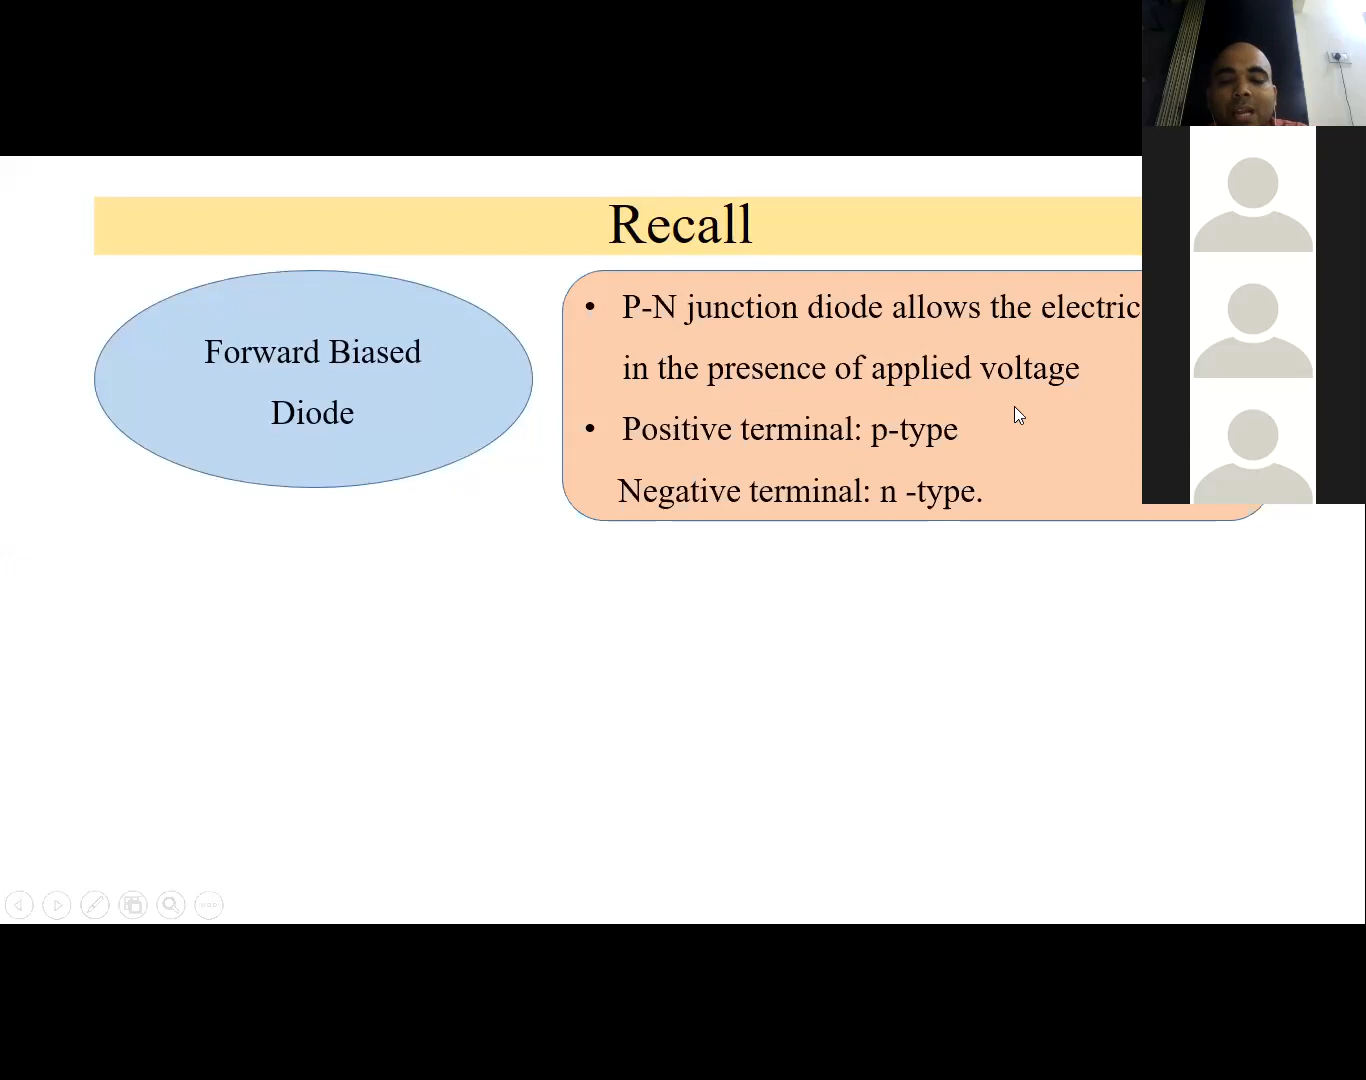 Recall
Forward Biased
Diode
• P-N junction diode allows the electric
in the presence of applied voltage
• Positive terminal: p-type
Negative terminal: n -type.